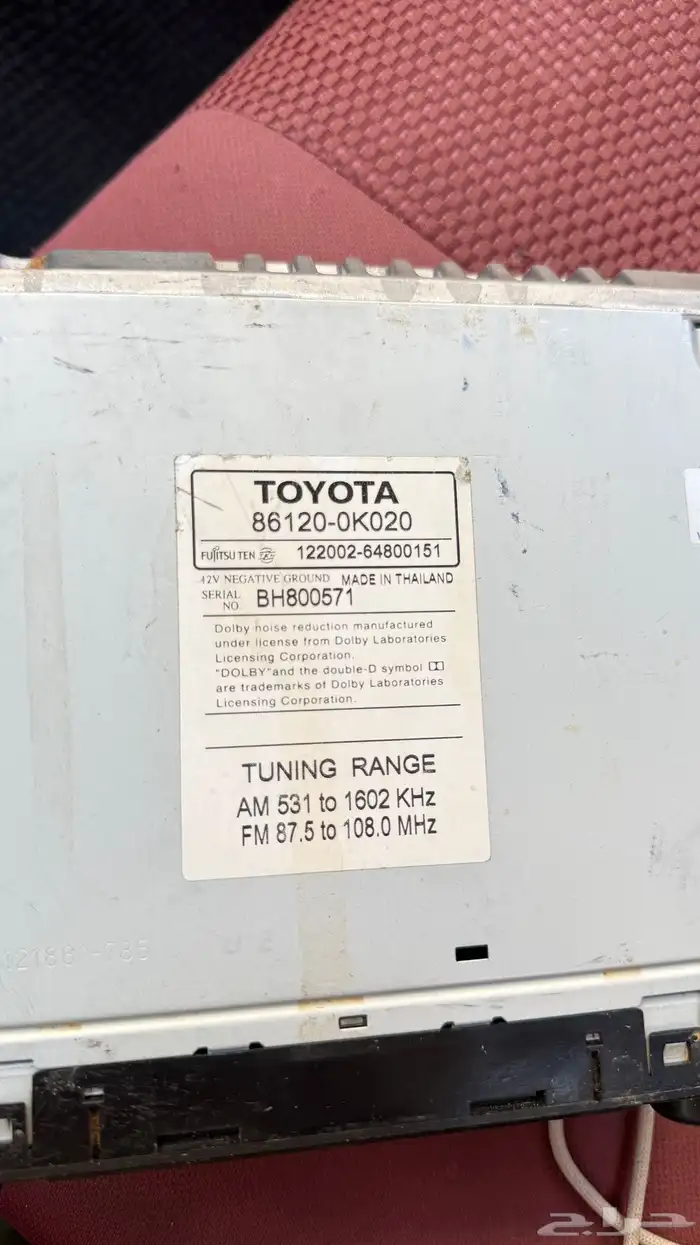 TOYOTA
86120-0K020
FUJITSU TEN 122002-64800151
12V NEGATIVE GROUND MADE IN THAILAND
SERIAL NO. BH800571
Dolby noise reduction manufactured
under license from Dolby Laboratories
Licensing Corporation.
"DOLBY"and the double-D symbol
are trademarks of Dolby Laboratories
Licensing Corporation.
TUNING RANGE
AM 531 to 1602 KHz
FM 87.5 to 108.0 MHz
حراج